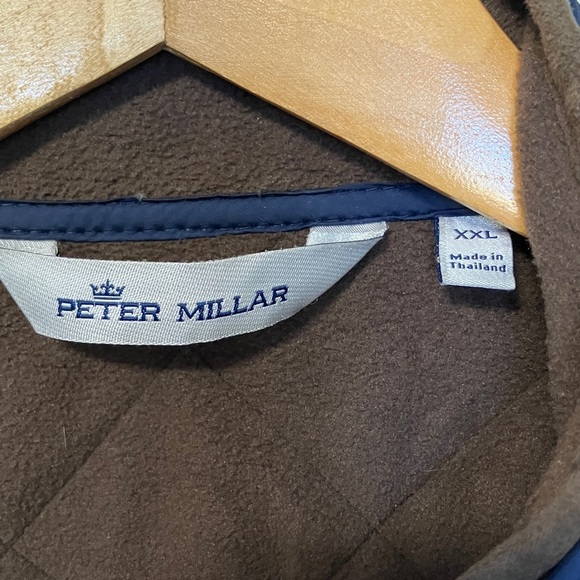 PETER MILLAR
XXL
Made in
Thailand